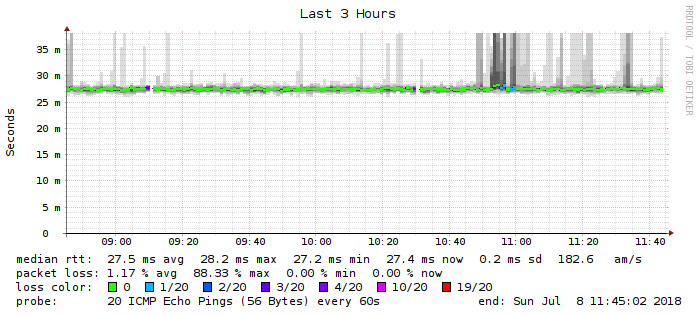 Last 3 Hours
RRDTOOL / TOBI OETIKER
Seconds
35 m
30 m
25 m
20 m
15 m
10 m
5 m
0
09:00 09:20 09:40 10:00 10:20 10:40 11:00 11:20 11:40
median rtt: 27.5 ms avg 28.2 ms max 27.2 ms min 27.4 ms now 0.2 ms sd 182.6 am/s
packet loss: 1.17 % avg 88.33 % max 0.00 % min 0.00 % now
loss color: 0 1/20 2/20 3/20 4/20 10/20 19/20
probe: 20 ICMP Echo Pings (56 Bytes) every 60s end: Sun Jul 8 11:45:02 2018